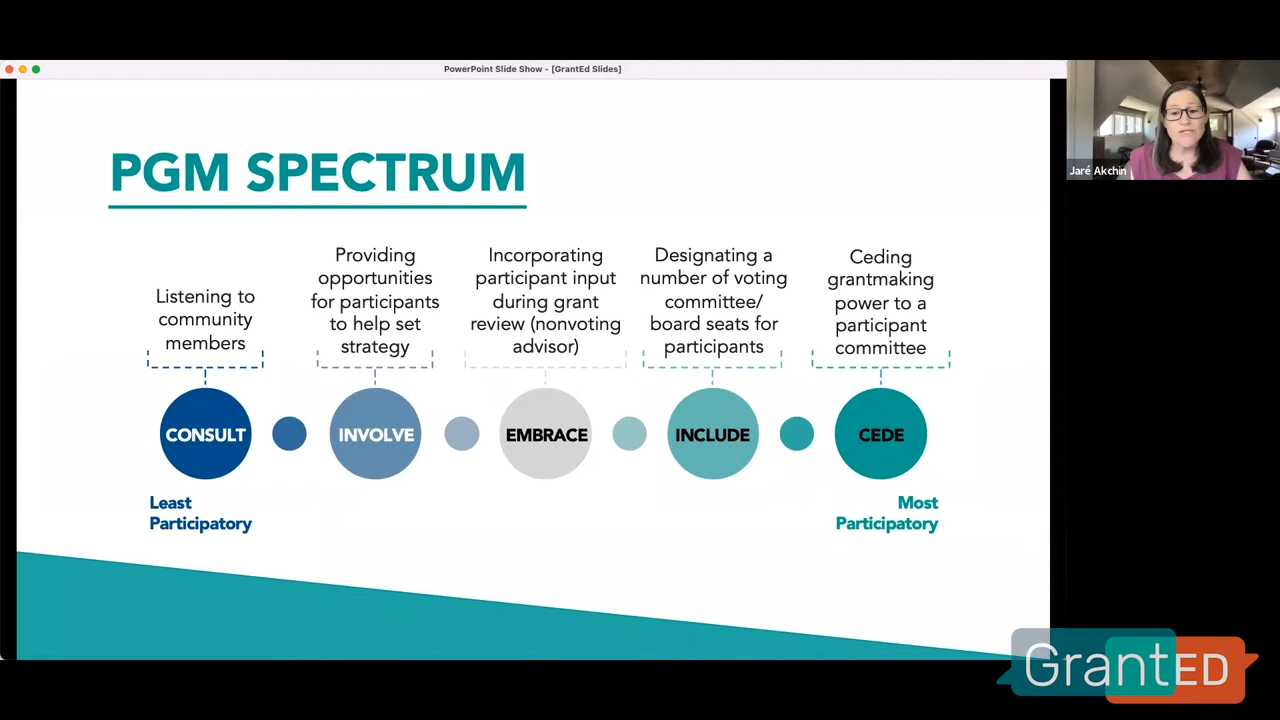 PowerPoint Slide Show - [GrantEd Slides]
Jaré Akchin
PGM SPECTRUM
Listening to
community
members
Providing
opportunities
for participants
to help set
strategy
Incorporating
participant input
during grant
review (nonvoting
advisor)
Designating a
number of voting
committee/
board seats for
participants
Ceding
grantmaking
power to a
participant
committee
CONSULT
INVOLVE
EMBRACE
INCLUDE
CEDE
Least
Participatory
Most
Participatory
GrantED